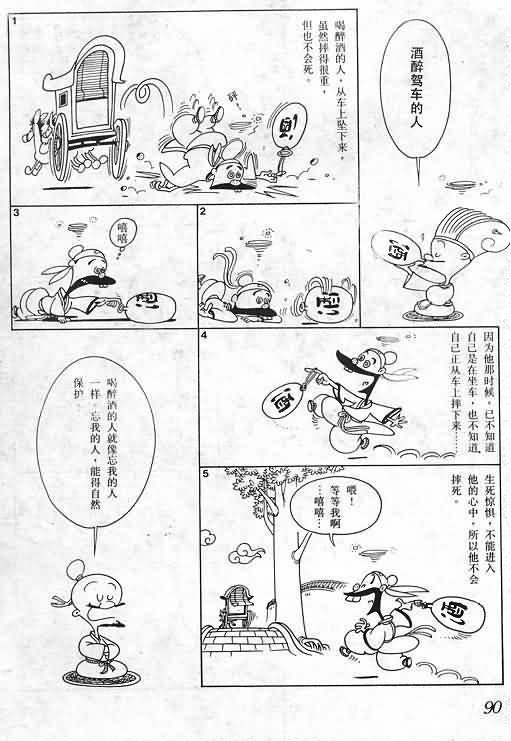 酒醉驾车的人
1
喝醉酒的人，从车上坠下来，
虽然摔得很重，
但也不会死。
砰！
酒
酒
2
酒
3
嘻嘻
酒
4
因为他那时候，已不知道
自己是在坐车，也不知道
自己正从车上摔下来……
酒
5
生死惊惧，不能进入
他的心中，所以他不会
摔死。
喂！
等等我啊
…嘻嘻…
酒
喝醉酒的人就像忘我的人
一样。忘我的人，能得自然
保护。
90